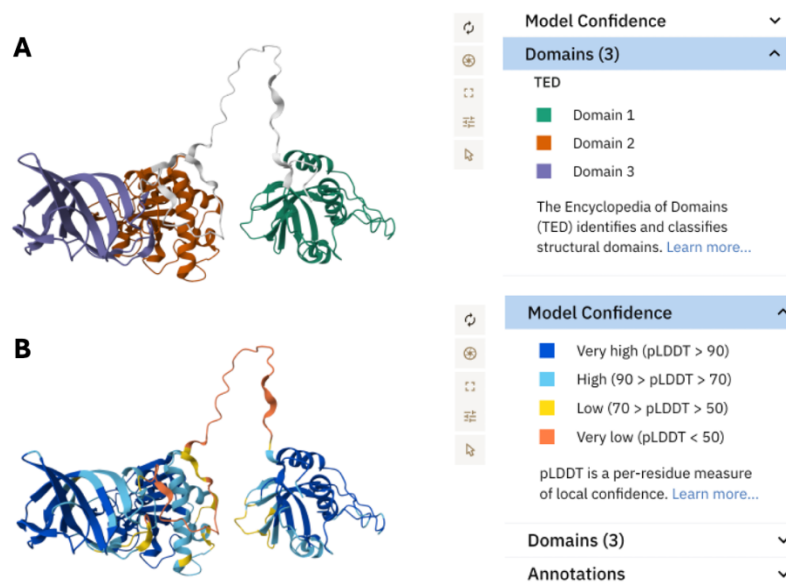 A
Model Confidence
Domains (3)
TED
Domain 1
Domain 2
Domain 3
The Encyclopedia of Domains
(TED) identifies and classifies
structural domains. Learn more...
B
Model Confidence
Very high (pLDDT > 90)
High (90 > pLDDT > 70)
Low (70 > pLDDT > 50)
Very low (pLDDT < 50)
pLDDT is a per-residue measure
of local confidence. Learn more...
Domains (3)
Annotations